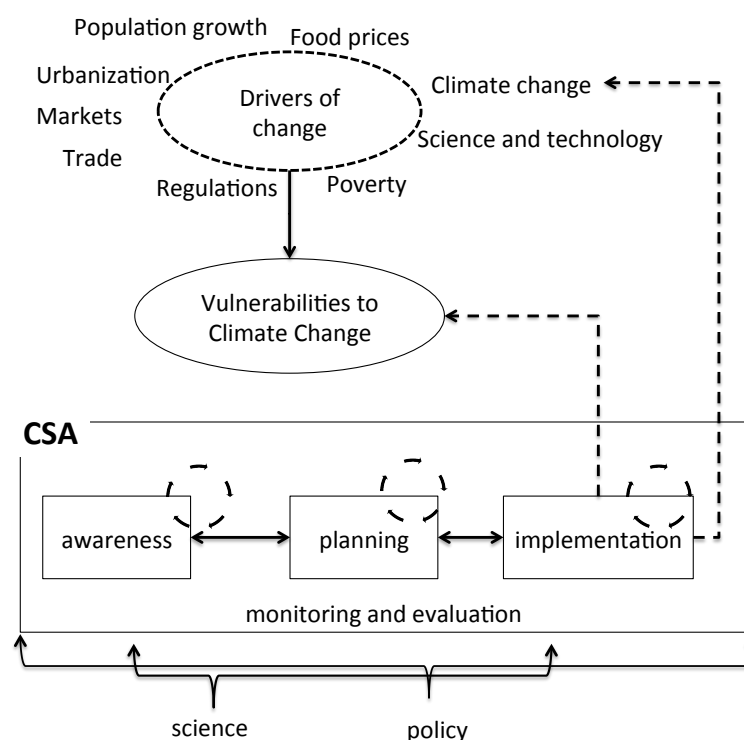 Population growth
Food prices
Urbanization
Drivers of
change
Climate change
Markets
Science and technology
Trade
Regulations
Poverty
Vulnerabilities to
Climate Change
CSA
awareness
planning
implementation
monitoring and evaluation
science
policy